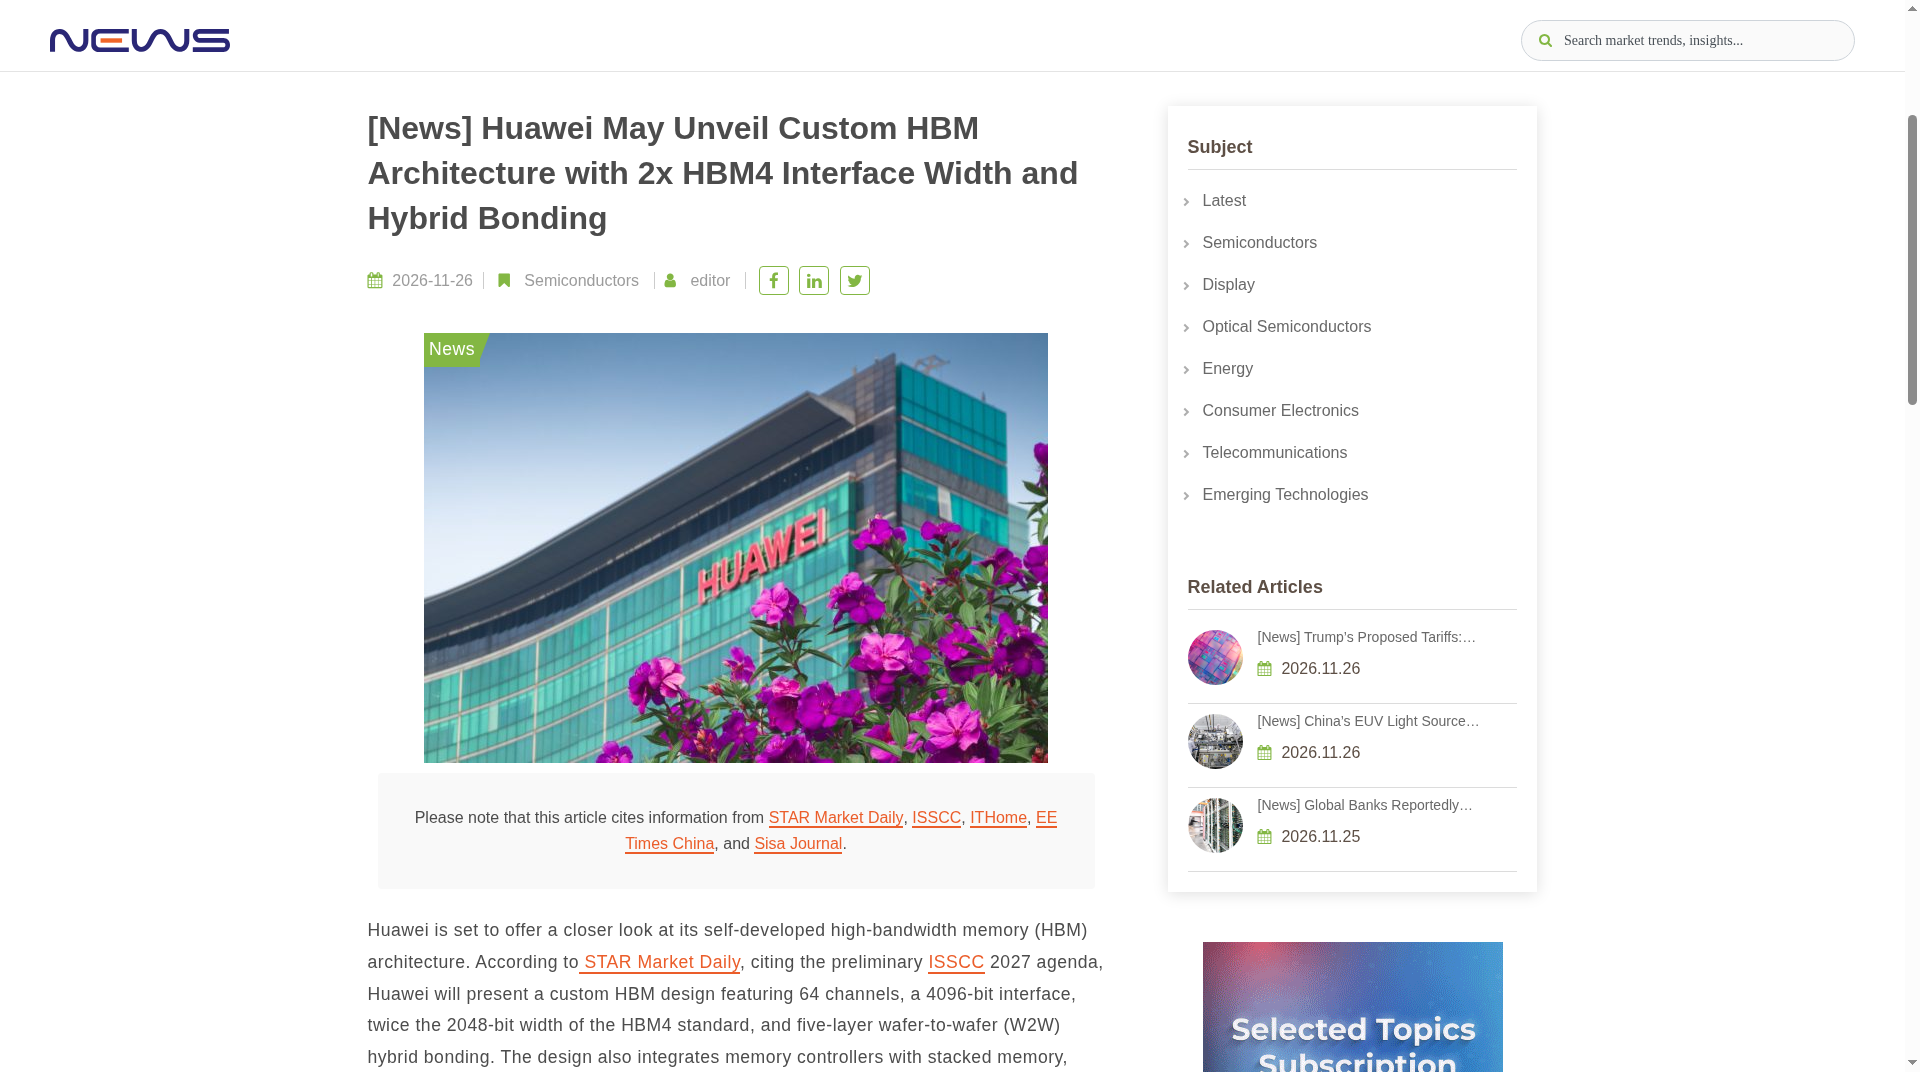 NEWS
Search market trends, insights...
[News] Huawei May Unveil Custom HBM
Architecture with 2x HBM4 Interface Width and
Hybrid Bonding
2026-11-26
Semiconductors
editor
News
HUAWEI
Please note that this article cites information from STAR Market Daily, ISSCC, ITHome, EE
Times China, and Sisa Journal.
Huawei is set to offer a closer look at its self-developed high-bandwidth memory (HBM)
architecture. According to STAR Market Daily, citing the preliminary ISSCC 2027 agenda,
Huawei will present a custom HBM design featuring 64 channels, a 4096-bit interface,
twice the 2048-bit width of the HBM4 standard, and five-layer wafer-to-wafer (W2W)
hybrid bonding. The design also integrates memory controllers with stacked memory,
Subject
Latest
Semiconductors
Display
Optical Semiconductors
Energy
Consumer Electronics
Telecommunications
Emerging Technologies
Related Articles
[News] Trump's Proposed Tariffs:…
2026.11.26
[News] China's EUV Light Source…
2026.11.26
[News] Global Banks Reportedly…
2026.11.25
Selected Topics
Subscription